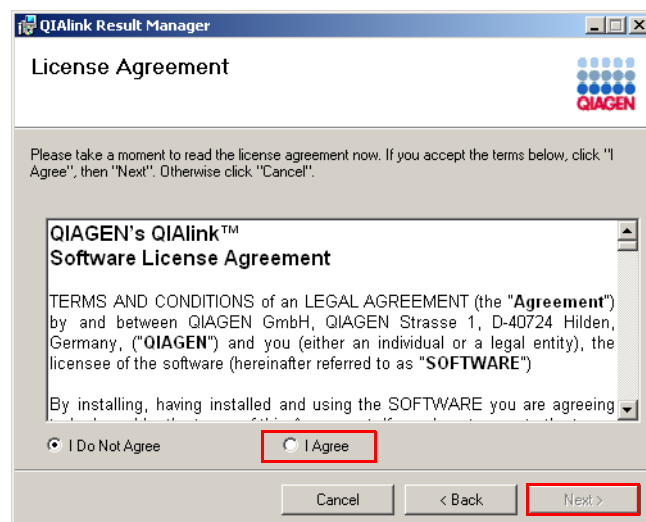 QIAlink Result Manager
License Agreement
QIAGEN
Please take a moment to read the license agreement now. If you accept the terms below, click "I
Agree", then "Next". Otherwise click "Cancel".
QIAGEN's QIAlink™
Software License Agreement
TERMS AND CONDITIONS of an LEGAL AGREEMENT (the "Agreement")
by and between QIAGEN GmbH, QIAGEN Strasse 1, D-40724 Hilden,
Germany, ("QIAGEN") and you (either an individual or a legal entity), the
licensee of the software (hereinafter referred to as "SOFTWARE")
By installing, having installed and using the SOFTWARE you are agreeing
I Do Not Agree
I Agree
Cancel
< Back
Next >